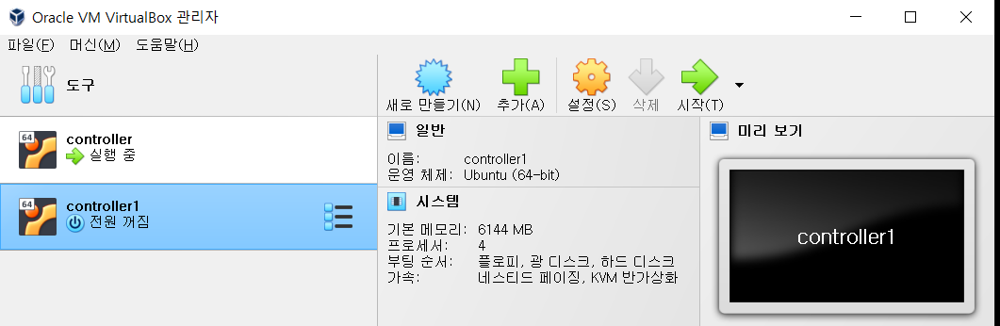 Oracle VM VirtualBox 관리자
파일(F) 머신(M) 도움말(H)
도구
새로 만들기(N) 추가(A) 설정(S) 삭제 시작(T)
64
controller
실행 중
64
controller1
전원 꺼짐
일반
이름: controller1
운영 체제: Ubuntu (64-bit)
시스템
기본 메모리: 6144 MB
프로세서: 4
부팅 순서: 플로피, 광 디스크, 하드 디스크
가속: 네스티드 페이징, KVM 반가상화
미리 보기
controller1